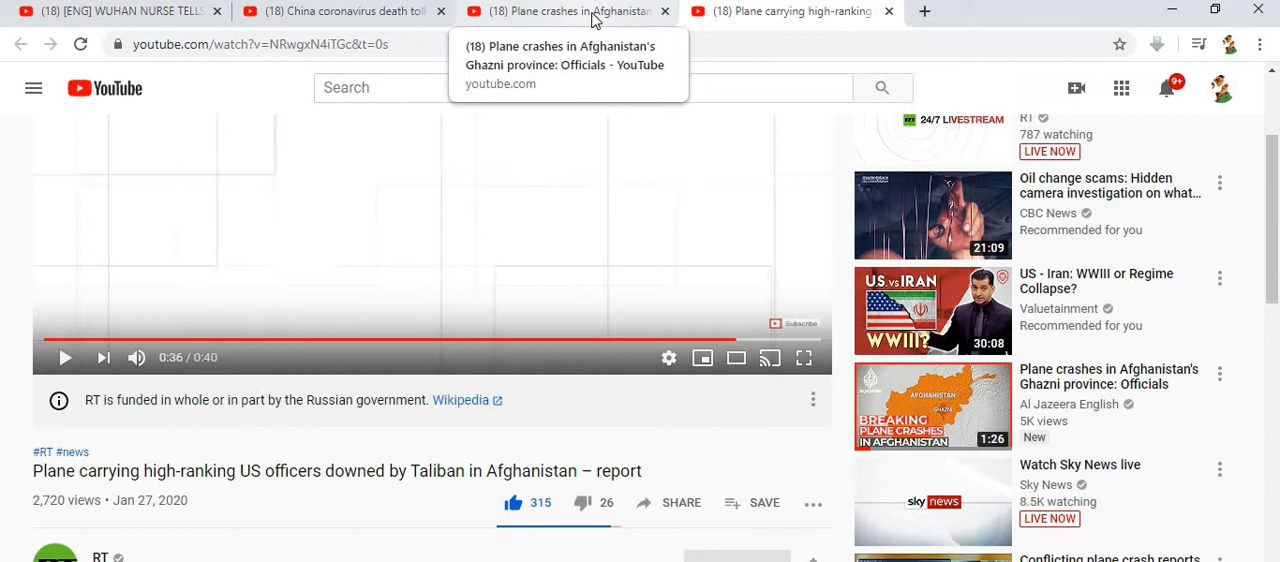 (18) [ENG] WUHAN NURSE TELLS
(18) China coronavirus death toll
(18) Plane crashes in Afghanistan
(18) Plane carrying high-ranking
youtube.com/watch?v=NRwgxN4iTGc&t=0s
(18) Plane crashes in Afghanistan's
Ghazni province: Officials - YouTube
youtube.com
YouTube
Search
9+
Subscribe
0:36 / 0:40
RT is funded in whole or in part by the Russian government. Wikipedia
#RT #news
Plane carrying high-ranking US officers downed by Taliban in Afghanistan – report
2,720 views • Jan 27, 2020
315
26
SHARE
SAVE
RT
RT 24/7 LIVESTREAM
RT
787 watching
LIVE NOW
marketplace
21:09
Oil change scams: Hidden
camera investigation on what...
CBC News
Recommended for you
U.S. vs IRAN
WWIII?
30:08
US - Iran: WWIII or Regime
Collapse?
Valuetainment
Recommended for you
AFGHANISTAN
GHAZNI
BREAKING
PLANE CRASHES
IN AFGHANISTAN
1:26
Plane crashes in Afghanistan's
Ghazni province: Officials
Al Jazeera English
5K views
New
sky news
Watch Sky News live
Sky News
8.5K watching
LIVE NOW
Conflicting plane crash reports